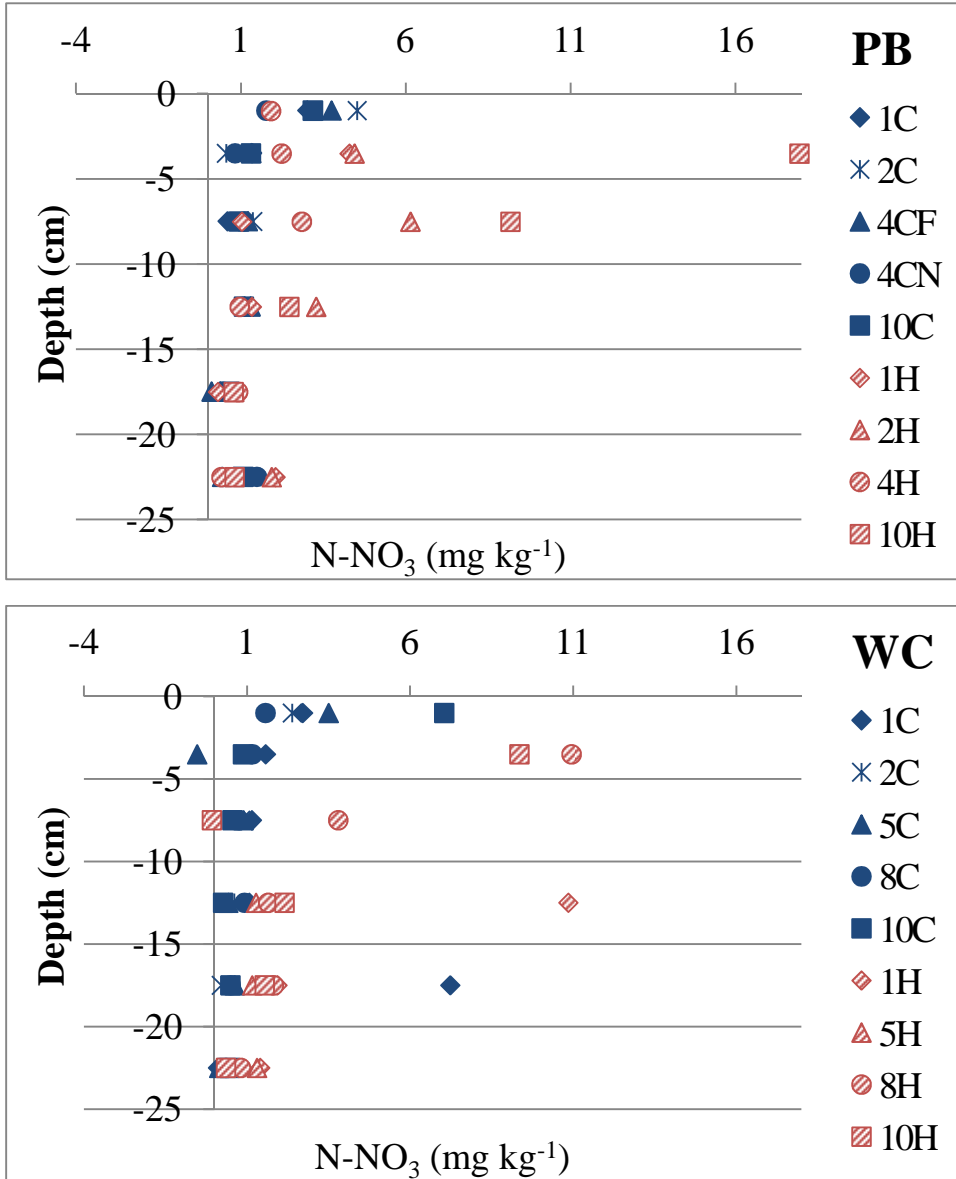 -4 1 6 11 16
PB
0
-5
-10
-15
-20
-25
Depth (cm)
N-NO₃ (mg kg⁻¹)
1C
2C
4CF
4CN
10C
1H
2H
4H
10H
-4 1 6 11 16
WC
0
-5
-10
-15
-20
-25
Depth (cm)
N-NO₃ (mg kg⁻¹)
1C
2C
5C
8C
10C
1H
5H
8H
10H